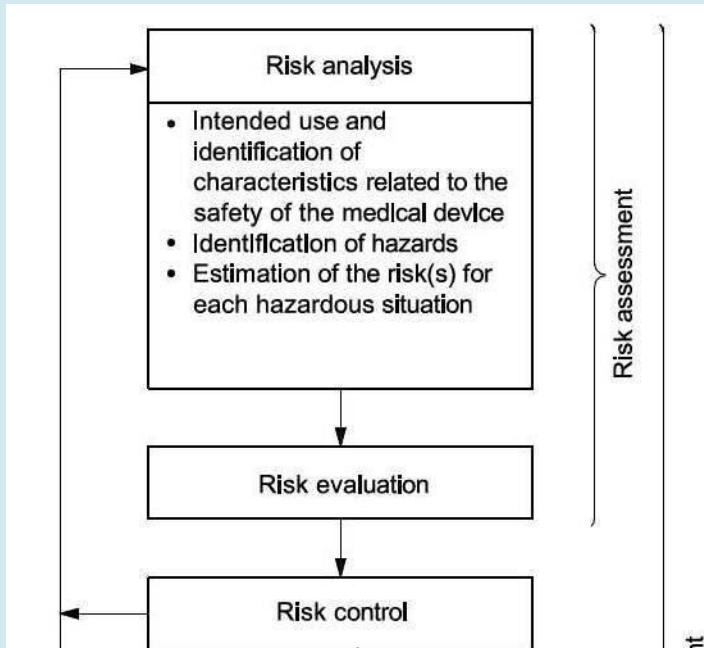 Risk analysis
• Intended use and
identification of
characteristics related to the
safety of the medical device
• Identification of hazards
• Estimation of the risk(s) for
each hazardous situation
Risk assessment
Risk evaluation
Risk control